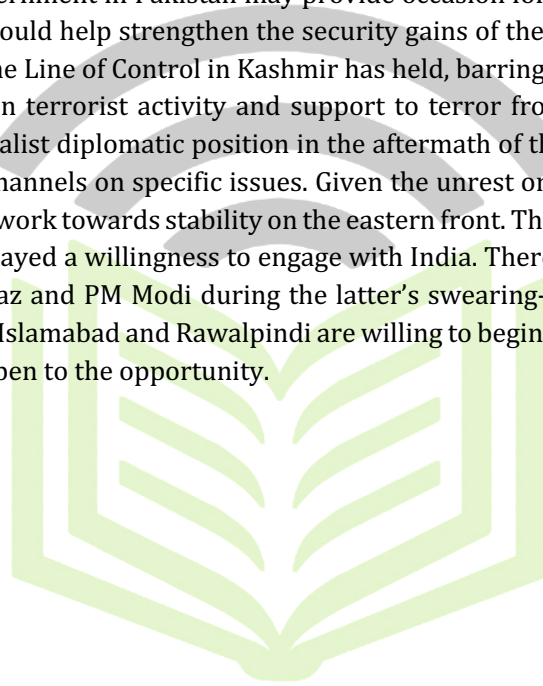 ernment in Pakistan may provide occasion for
ould help strengthen the security gains of the
e Line of Control in Kashmir has held, barring
n terrorist activity and support to terror fro
alist diplomatic position in the aftermath of th
hannels on specific issues. Given the unrest on
work towards stability on the eastern front. Th
ayed a willingness to engage with India. There
az and PM Modi during the latter’s swearing-
Islamabad and Rawalpindi are willing to begin
pen to the opportunity.